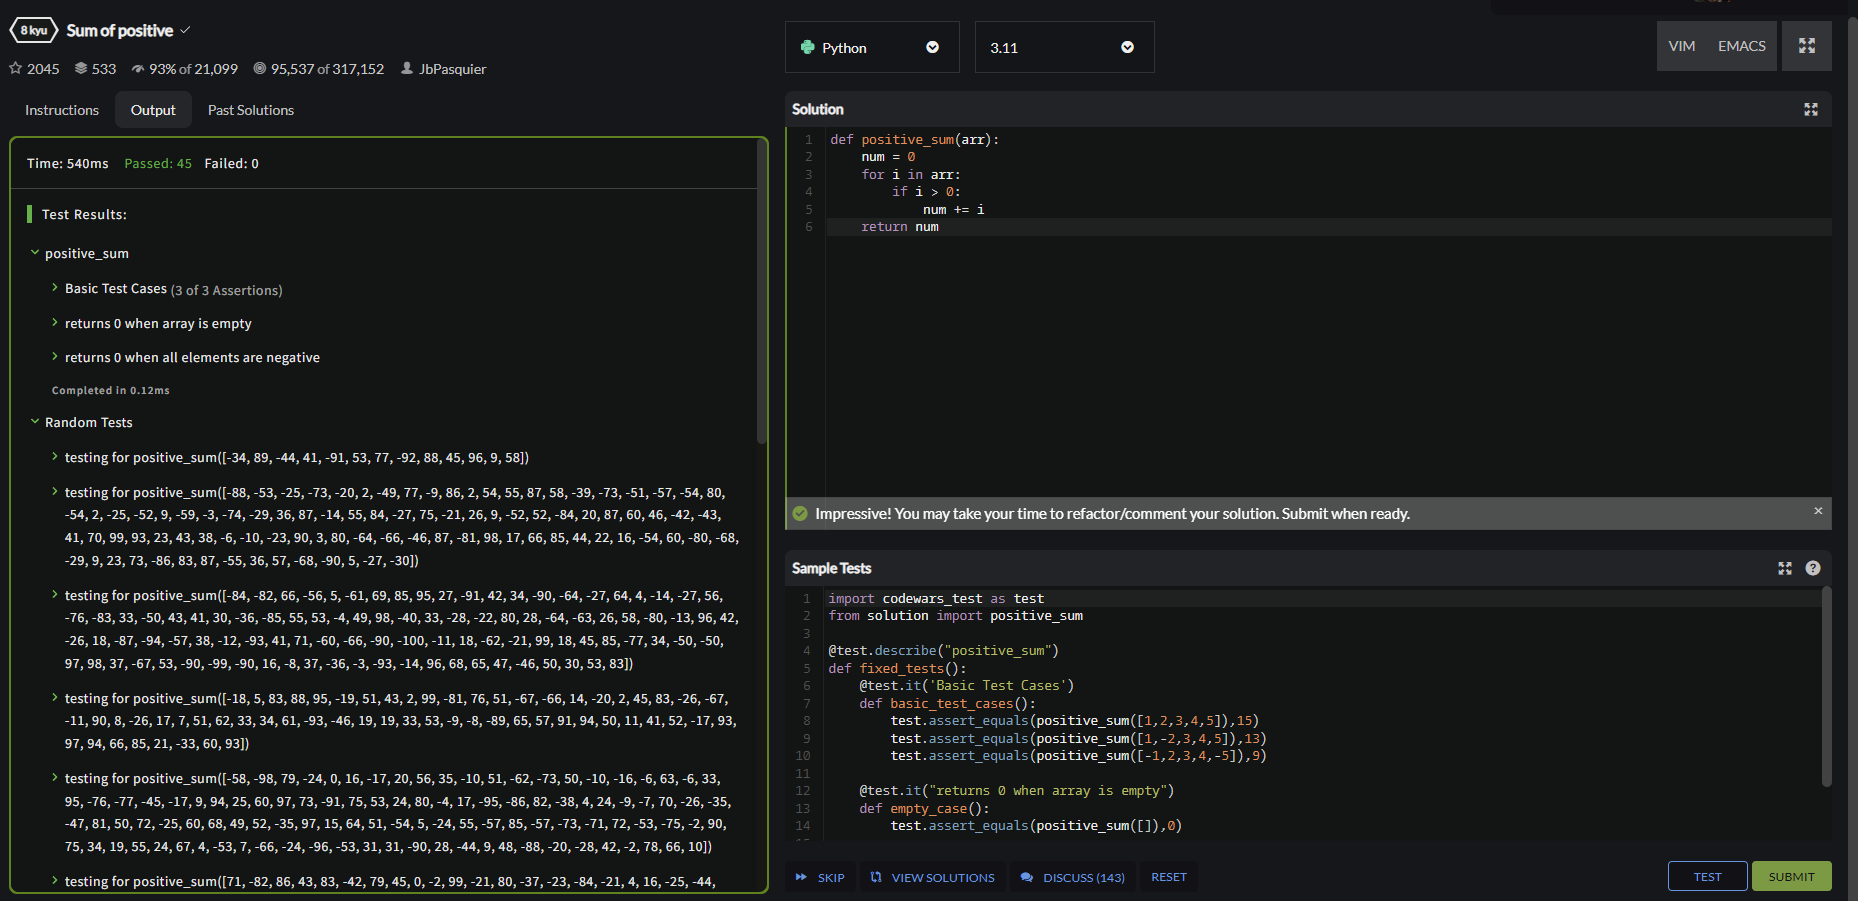 8 kyu Sum of positive
2045 533 93% of 21,099 95,537 of 317,152 JbPasquier
Instructions Output Past Solutions
Time: 540ms Passed: 45 Failed: 0
Test Results:
positive_sum
Basic Test Cases (3 of 3 Assertions)
returns 0 when array is empty
returns 0 when all elements are negative
Completed in 0.12ms
Random Tests
testing for positive_sum([-34, 89, -44, 41, -91, 53, 77, -92, 88, 45, 96, 9, 58])
testing for positive_sum([-88, -53, -25, -73, -20, 2, -49, 77, -9, 86, 2, 54, 55, 87, 58, -39, -73, -51, -57, -54, 80,
-54, 2, -25, -52, 9, -59, -3, -74, -29, 36, 87, -14, 55, 84, -27, 75, -21, 26, 9, -52, 52, -84, 20, 87, 60, 46, -42, -43,
41, 70, 99, 93, 23, 43, 38, -6, -10, -23, 90, 3, 80, -64, -66, -46, 87, -81, 98, 17, 66, 85, 44, 22, 16, -54, 60, -80, -68,
-29, 9, 23, 73, -86, 83, 87, -55, 36, 57, -68, -90, 5, -27, -30])
testing for positive_sum([-84, -82, 66, -56, 5, -61, 69, 85, 95, 27, -91, 42, 34, -90, -64, -27, 64, 4, -14, -27, 56,
-76, -83, 33, -50, 43, 41, 30, -36, -85, 55, 53, -4, 49, 98, -40, 33, -28, -22, 80, 28, -64, -63, 26, 58, -80, -13, 96, 42,
-26, 18, -87, -94, -57, 38, -12, -93, 41, 71, -60, -66, -90, -100, -11, 18, -62, -21, 99, 18, 45, 85, -77, 34, -50, -50,
97, 98, 37, -67, 53, -90, -99, -90, 16, -8, 37, -36, -3, -93, -14, 96, 68, 65, 47, -46, 50, 30, 53, 83])
testing for positive_sum([-18, 5, 83, 88, 95, -19, 51, 43, 2, 99, -81, 76, 51, -67, -66, 14, -20, 2, 45, 83, -26, -67,
-11, 90, 8, -26, 17, 7, 51, 62, 33, 34, 61, -93, -46, 19, 19, 33, 53, -9, -8, -89, 65, 57, 91, 94, 50, 11, 41, 52, -17, 93,
97, 94, 66, 85, 21, -33, 60, 93])
testing for positive_sum([-58, -98, 79, -24, 0, 16, -17, 20, 56, 35, -10, 51, -62, -73, 50, -10, -16, -6, 63, -6, 33,
95, -76, -77, -45, -17, 9, 94, 25, 60, 97, 73, -91, 75, 53, 24, 80, -4, 17, -95, -86, 82, -38, 4, 24, -9, -7, 70, -26, -35,
-47, 81, 50, 72, -25, 60, 68, 49, 52, -35, 97, 15, 64, 51, -54, 5, -24, 55, -57, 85, -57, -73, -71, 72, -53, -75, -2, 90,
75, 34, 19, 55, 24, 67, 4, -53, 7, -66, -24, -96, -53, 31, 31, -90, 28, -44, 9, 48, -88, -20, -28, 42, -2, 78, 66, 10])
testing for positive_sum([71, -82, 86, 43, 83, -42, 79, 45, 0, -2, 99, -21, 80, -37, -23, -84, -21, 4, 16, -25, -44,
Python 3.11 VIM EMACS
Solution
1 def positive_sum(arr):
2 num = 0
3 for i in arr:
4 if i > 0:
5 num += i
6 return num
Impressive! You may take your time to refactor/comment your solution. Submit when ready. ×
Sample Tests ?
1 import codewars_test as test
2 from solution import positive_sum
3
4 @test.describe("positive_sum")
5 def fixed_tests():
6 @test.it('Basic Test Cases')
7 def basic_test_cases():
8 test.assert_equals(positive_sum([1,2,3,4,5]),15)
9 test.assert_equals(positive_sum([1,-2,3,4,5]),13)
10 test.assert_equals(positive_sum([-1,2,3,4,-5]),9)
11
12 @test.it("returns 0 when array is empty")
13 def empty_case():
14 test.assert_equals(positive_sum([]),0)
SKIP VIEW SOLUTIONS DISCUSS (143) RESET TEST SUBMIT